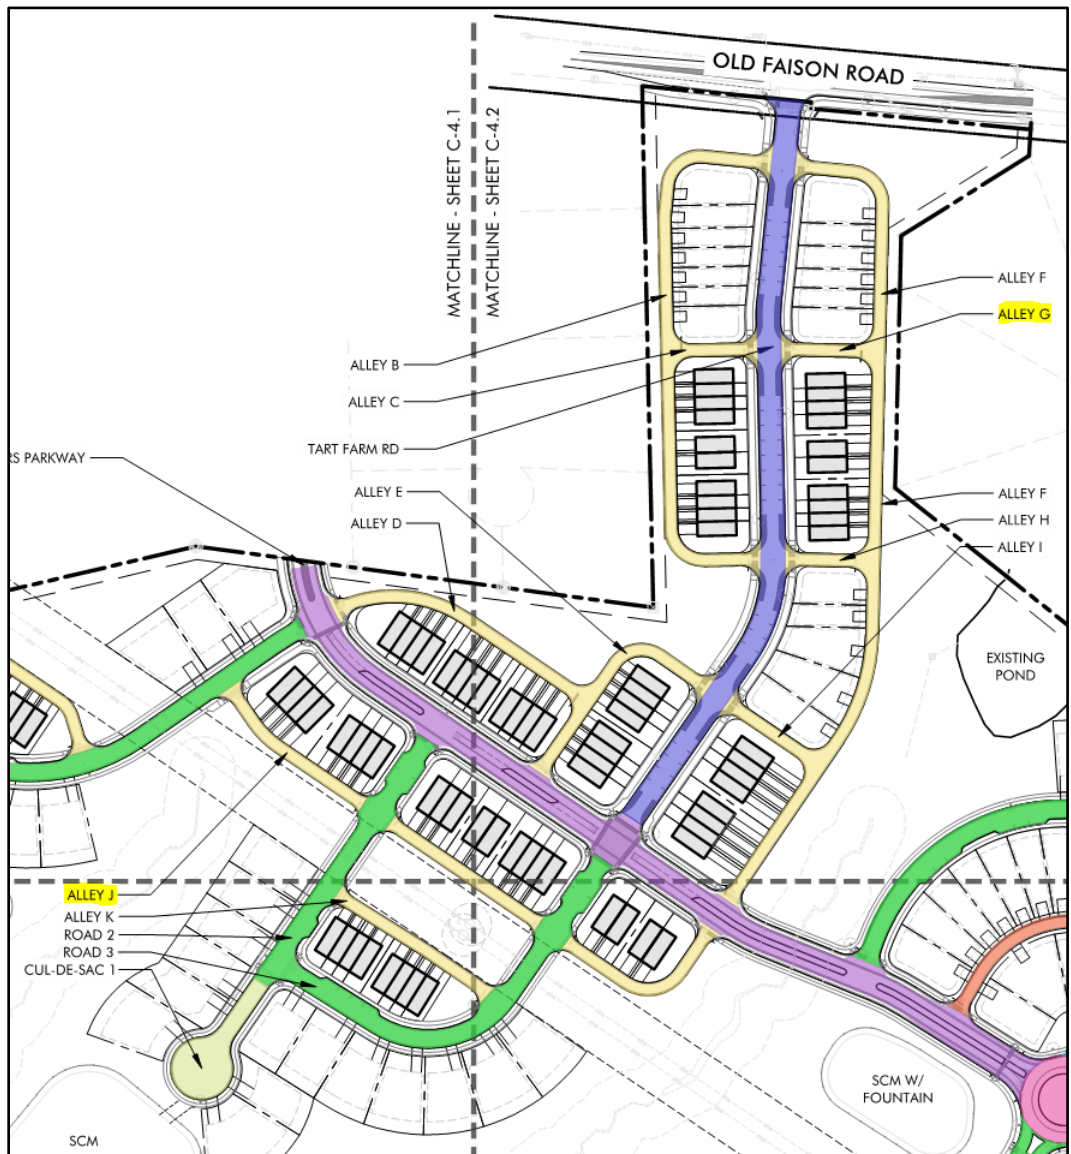 OLD FAISON ROAD
MATCHLINE - SHEET C-4.1
MATCHLINE - SHEET C-4.2
ALLEY F
ALLEY G
ALLEY B
ALLEY C
TART FARM RD
RS PARKWAY
ALLEY E
ALLEY D
ALLEY F
ALLEY H
ALLEY I
EXISTING
POND
ALLEY J
ALLEY K
ROAD 2
ROAD 3
CUL-DE-SAC 1
SCM W/
FOUNTAIN
SCM